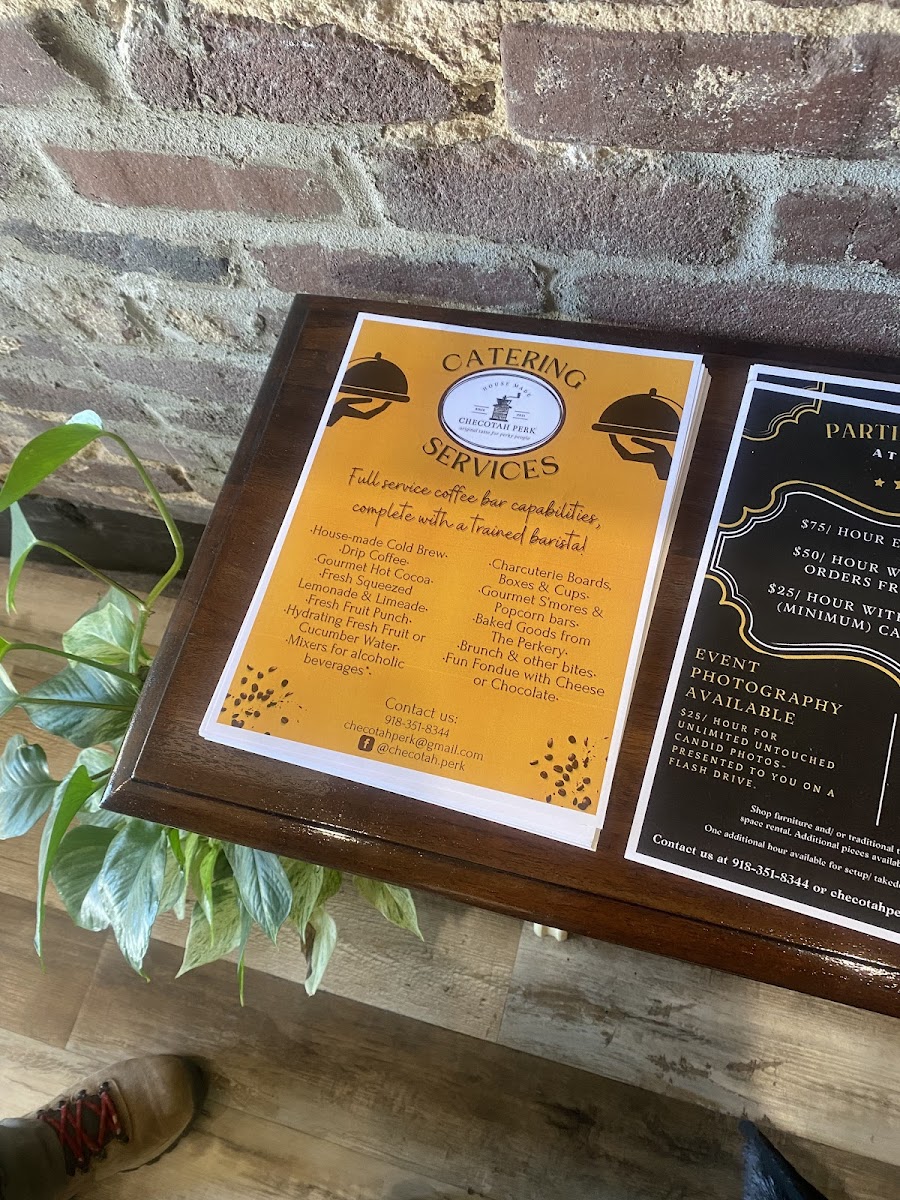 CATERING
HOUSE MADE
CHECOTAH PERK
original taste for perky people
SERVICES
Full service coffee bar capabilities,
complete with a trained barista!
·House-made Cold Brew·
·Drip Coffee·
·Gourmet Hot Cocoa·
·Fresh Squeezed
Lemonade & Limeade·
·Fresh Fruit Punch·
·Hydrating Fresh Fruit or
Cucumber Water·
·Mixers for alcoholic
beverages*·
·Charcuterie Boards,
Boxes & Cups·
·Gourmet S'mores &
Popcorn bars·
·Baked Goods from
The Perkery·
·Brunch & other bites·
·Fun Fondue with Cheese
or Chocolate·
Contact us:
918-351-8344
checotahperk@gmail.com
f @checotah.perk
PARTI
AT
$75/ HOUR E
$50/ HOUR W
ORDERS FR
$25/ HOUR WITH
(MINIMUM) CA
EVENT
PHOTOGRAPHY
AVAILABLE
$25/ HOUR FOR
UNLIMITED UNTOUCHED
CANDID PHOTOS-
PRESENTED TO YOU ON A
FLASH DRIVE.
Shop furniture and/ or traditional t
space rental. Additional pieces availab
One additional hour available for setup/ taked
Contact us at 918-351-8344 or checotahpe